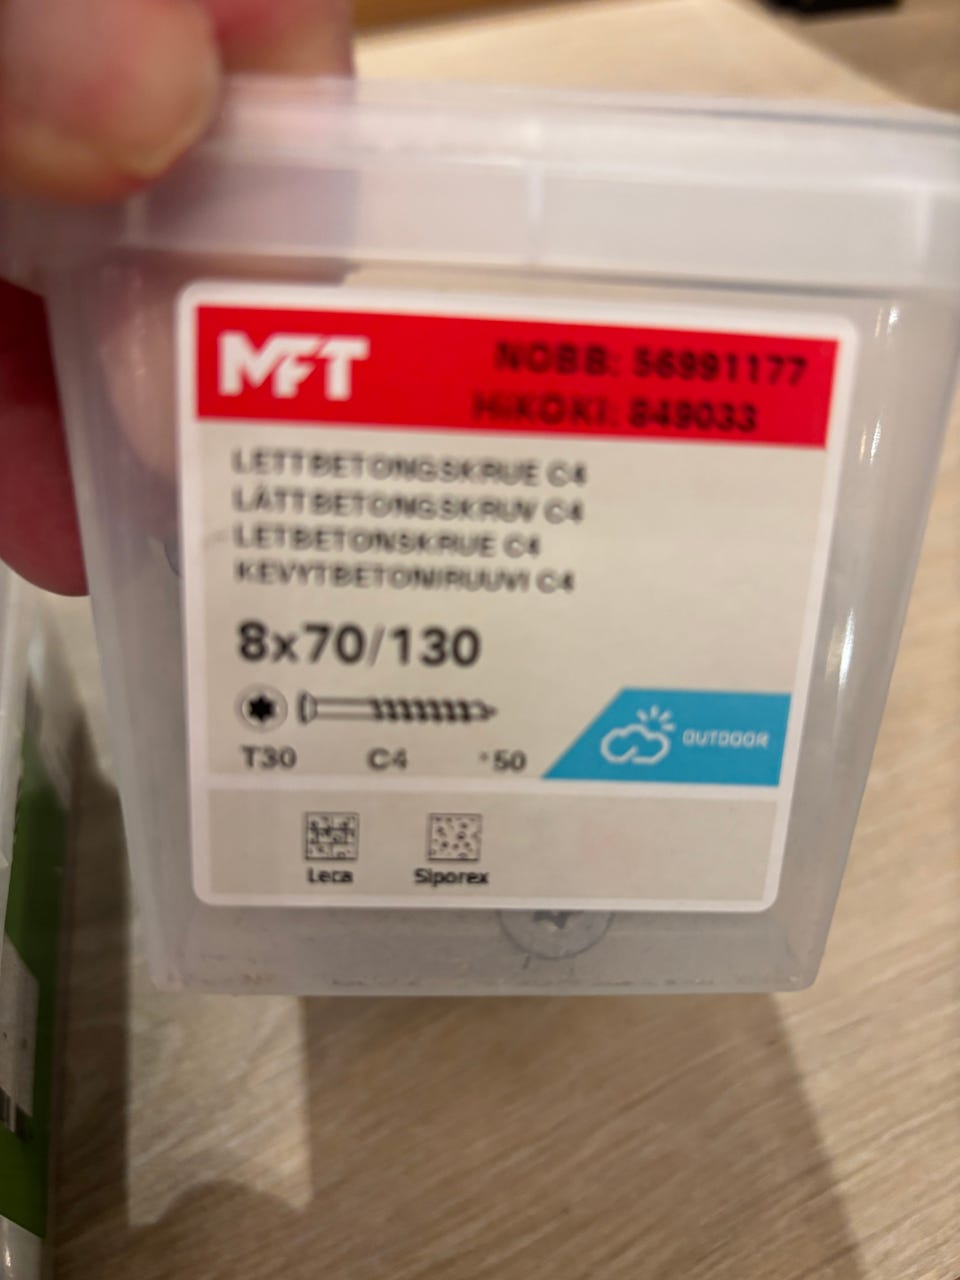 MFT
NOBB: 56991177
HiKOKI: 849033
LETTBETONGSKRUE C4
LÄTTBETONGSKRUV C4
LETBETONSKRUE C4
KEVYTBETONIRUUVI C4
8x70/130
T30 C4 *50
OUTDOOR
Leca Siporex